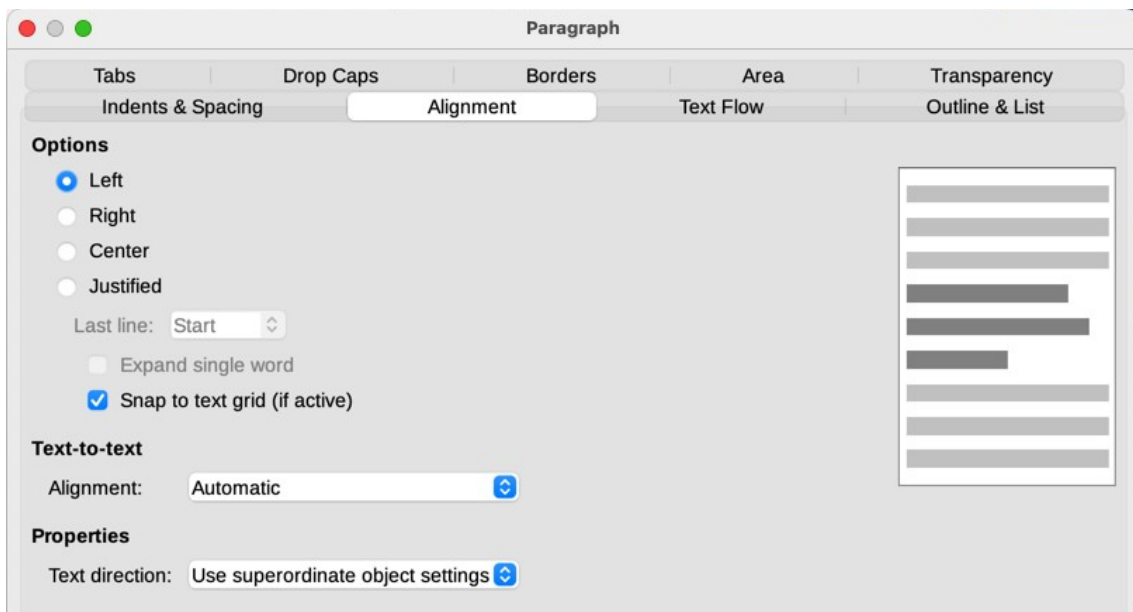 Paragraph
Tabs Drop Caps Borders Area Transparency
Indents & Spacing Alignment Text Flow Outline & List
Options
Left
Right
Center
Justified
Last line: Start
Expand single word
Snap to text grid (if active)
Text-to-text
Alignment: Automatic
Properties
Text direction: Use superordinate object settings